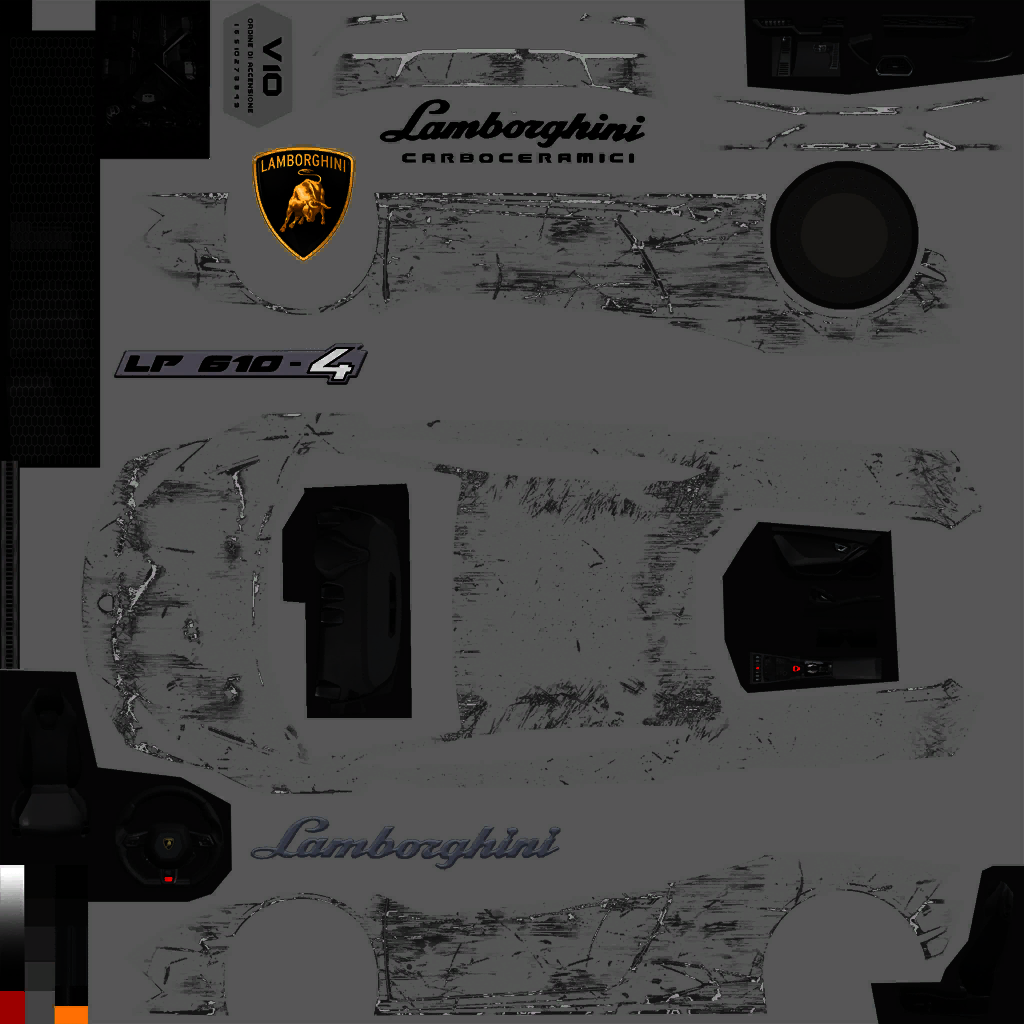 V10
ORDINE DI ACCENSIONE
Lamborghini
CARBOCERAMICI
LAMBORGHINI
LP 610-4
Lamborghini